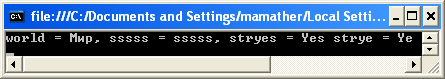 file:///C:/Documents and Settings/mamather/Local Setti...
world = Мир, sssss = sssss, stryes = Yes strye = Ye